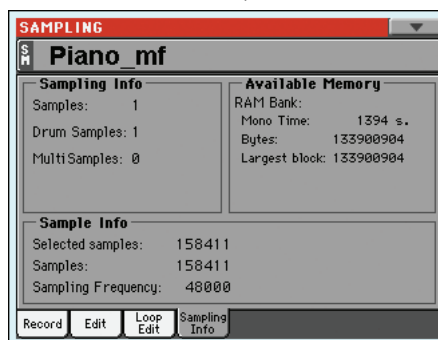 SAMPLING
SM Piano_mf
Sampling Info
Samples: 1
Drum Samples: 1
MultiSamples: 0
Available Memory
RAM Bank:
Mono Time: 1394 s.
Bytes: 133900904
Largest block: 133900904
Sample Info
Selected samples: 158411
Samples: 158411
Sampling Frequency: 48000
Record Edit Loop Edit Sampling Info